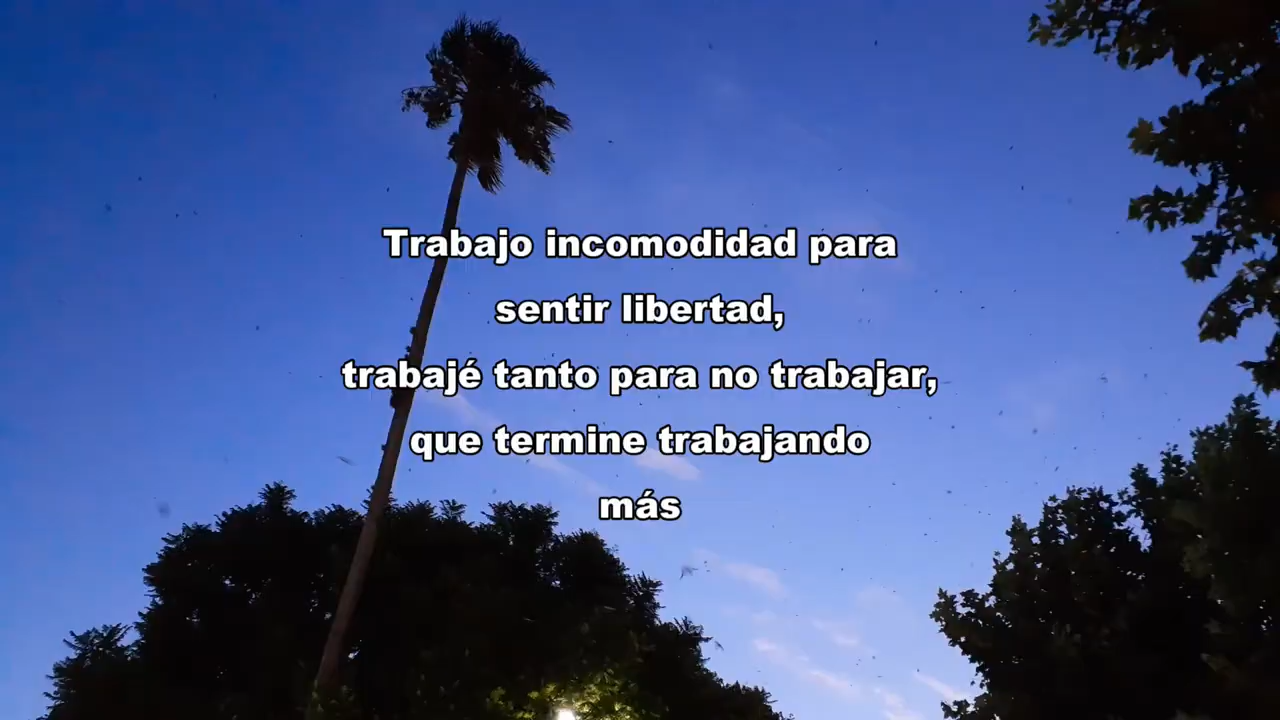 Trabajo incomodidad para
sentir libertad,
trabajé tanto para no trabajar,
que termine trabajando
más